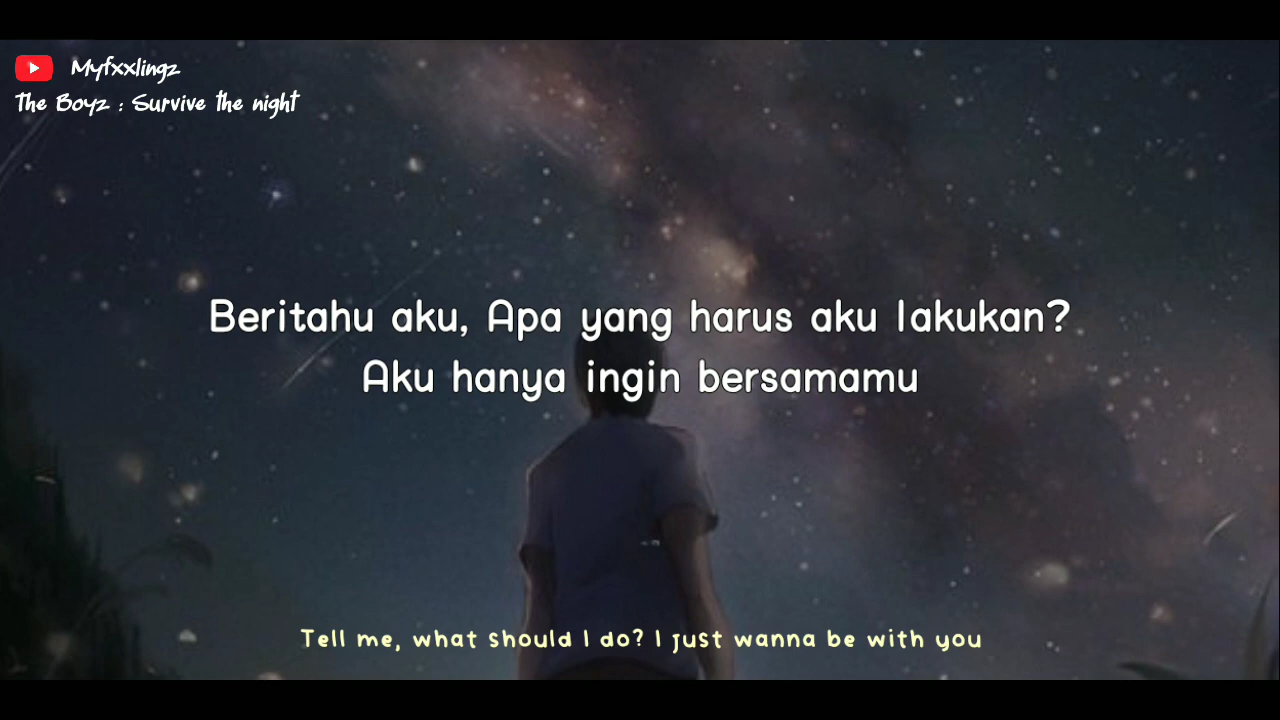 Myfxxlingz
The Boyz : Survive the night
Beritahu aku, Apa yang harus aku lakukan?
Aku hanya ingin bersamamu
Tell me, what should I do? I just wanna be with you